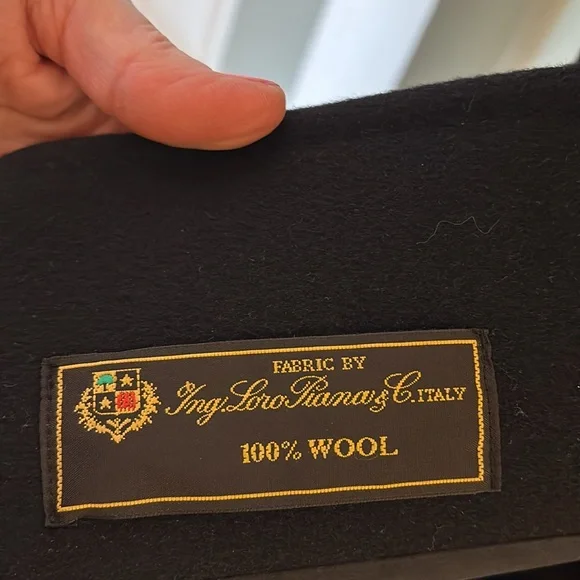 FABRIC BY
Ing. Loro Piana & C. ITALY
100% WOOL